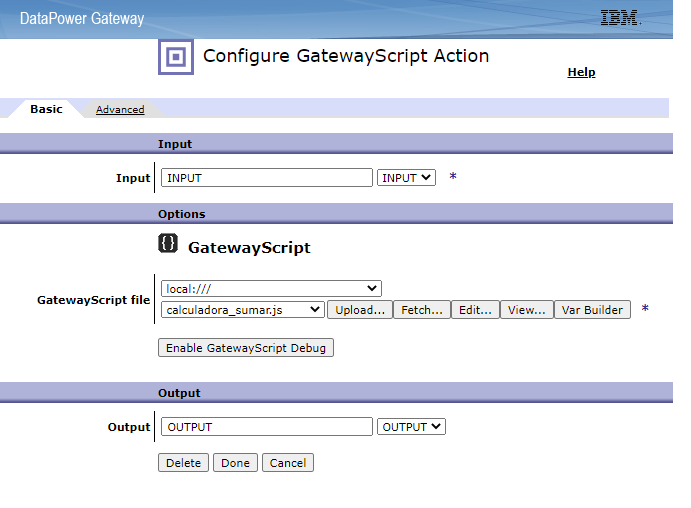 DataPower Gateway
IBM.
Configure GatewayScript Action
Help
Basic
Advanced
Input
Input INPUT INPUT *
Options
{} GatewayScript
GatewayScript file
local:///
calculadora_sumar.js Upload... Fetch... Edit... View... Var Builder *
Enable GatewayScript Debug
Output
Output OUTPUT OUTPUT
Delete Done Cancel